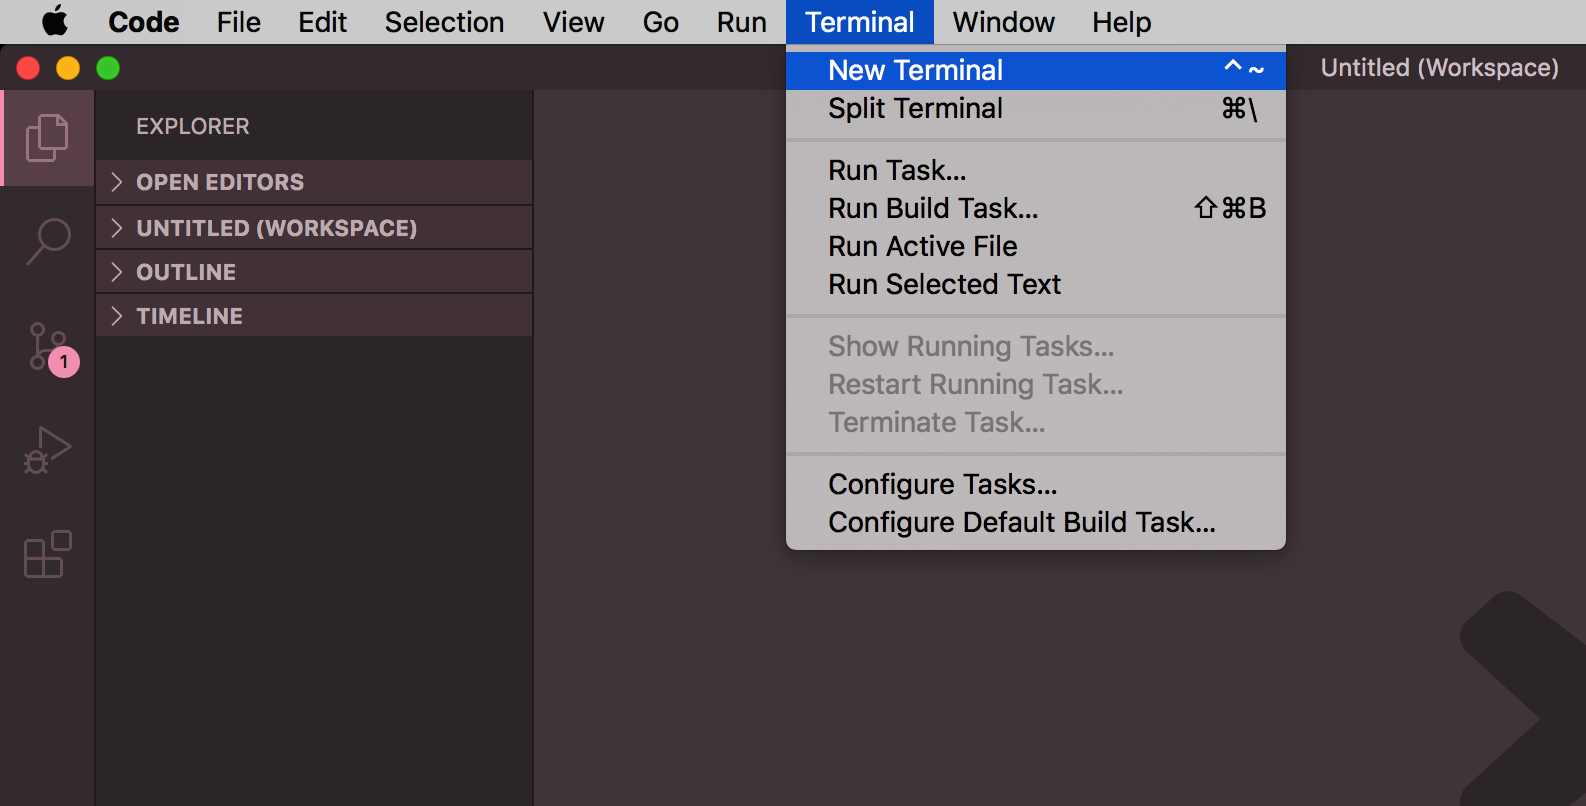 Code File Edit Selection View Go Run Terminal Window Help
Untitled (Workspace)
New Terminal ^~
Split Terminal ⌘\
Run Task...
Run Build Task... ⇧⌘B
Run Active File
Run Selected Text
Show Running Tasks...
Restart Running Task...
Terminate Task...
Configure Tasks...
Configure Default Build Task...
EXPLORER
OPEN EDITORS
UNTITLED (WORKSPACE)
OUTLINE
TIMELINE
1